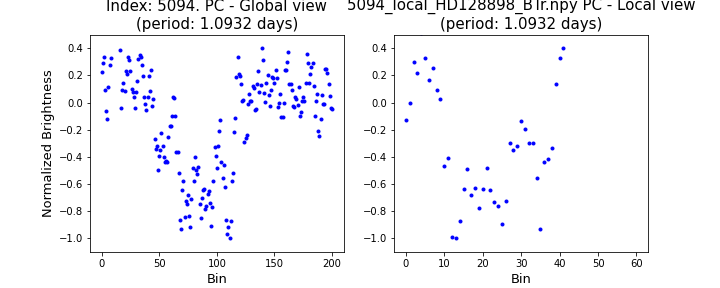 Index: 5094. PC - Global view
(period: 1.0932 days)
5094_local_HD128898_BTr.npy PC - Local view
(period: 1.0932 days)
Normalized Brightness
0.4
0.2
0.0
−0.2
−0.4
−0.6
−0.8
−1.0
0 50 100 150 200
Bin
0.4
0.2
0.0
−0.2
−0.4
−0.6
−0.8
−1.0
0 10 20 30 40 50 60
Bin